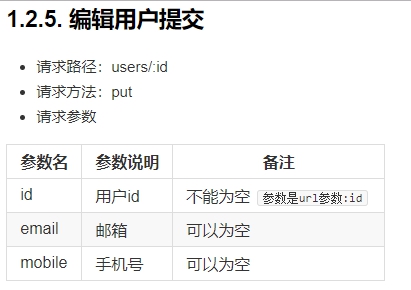 1.2.5. 编辑用户提交
请求路径：users/:id
请求方法：put
请求参数
参数名 参数说明 备注
id 用户id 不能为空 参数是url参数:id
email 邮箱 可以为空
mobile 手机号 可以为空